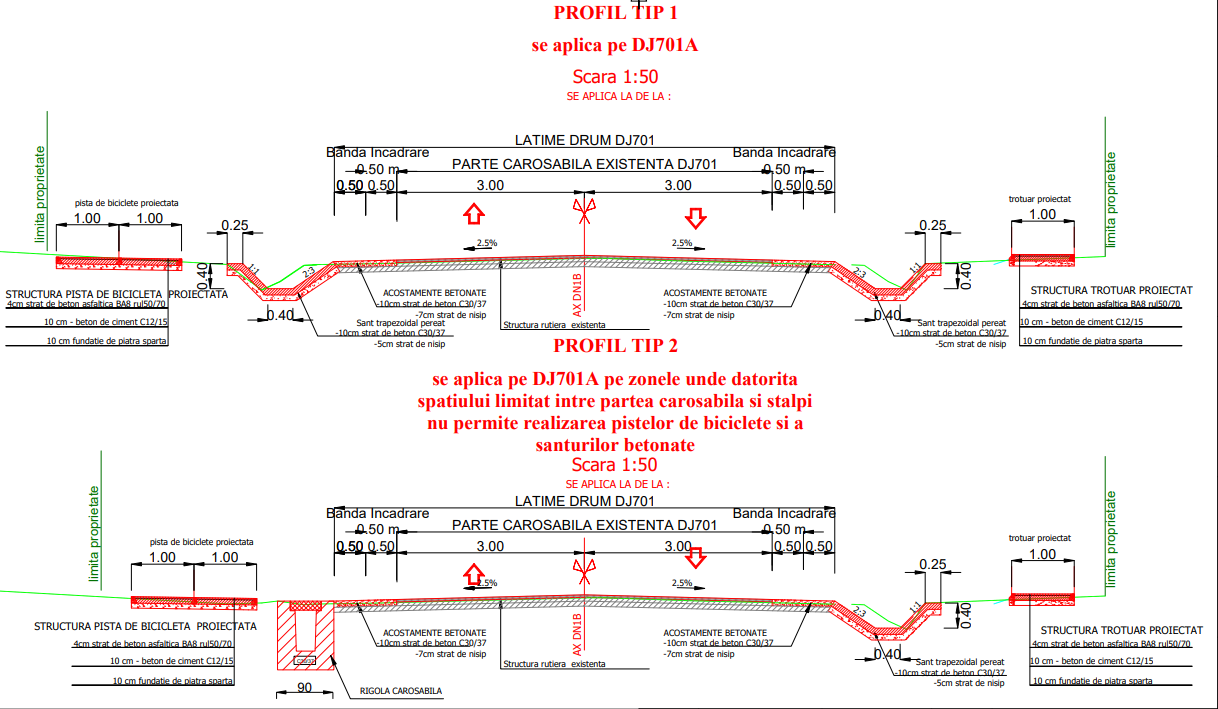 PROFIL TIP 1
se aplica pe DJ701A
Scara 1:50
SE APLICA LA DE LA :
LATIME DRUM DJ701
Banda Incadrare
Banda Incadrare
PARTE CAROSABILA EXISTENTA DJ701
0.50 m
0.50 m
0.50 0.50
3.00
3.00
0.50 0.50
limita proprietate
pista de biciclete proiectata
1.00
1.00
0.25
0.25
trotuar proiectat
1.00
limita proprietate
2.5%
2.5%
0.40
1:1
2:3
2:3
1:1
0.40
AX DN1B
STRUCTURA PISTA DE BICICLETA PROIECTATA
4cm strat de beton asfaltica BA8 rul50/70
10 cm - beton de ciment C12/15
10 cm fundatie de piatra sparta
0.40
Sant trapezoidal pereat
-10cm strat de beton C30/37
-5cm strat de nisip
ACOSTAMENTE BETONATE
-10cm strat de beton C30/37
-7cm strat de nisip
Structura rutiera existenta
ACOSTAMENTE BETONATE
-10cm strat de beton C30/37
-7cm strat de nisip
0.40
Sant trapezoidal pereat
-10cm strat de beton C30/37
-5cm strat de nisip
STRUCTURA TROTUAR PROIECTAT
4cm strat de beton asfaltica BA8 rul50/70
10 cm - beton de ciment C12/15
10 cm fundatie de piatra sparta
PROFIL TIP 2
se aplica pe DJ701A pe zonele unde datorita
spatiului limitat intre partea carosabila si stalpi
nu permite realizarea pistelor de biciclete si a
santurilor betonate
Scara 1:50
SE APLICA LA DE LA :
LATIME DRUM DJ701
Banda Incadrare
Banda Incadrare
PARTE CAROSABILA EXISTENTA DJ701
0.50 m
0.50 m
0.50 0.50
3.00
3.00
0.50 0.50
limita proprietate
pista de biciclete proiectata
1.00
1.00
0.25
trotuar proiectat
1.00
limita proprietate
2.5%
2.5%
2:3
1:1
0.40
AX DN1B
STRUCTURA PISTA DE BICICLETA PROIECTATA
4cm strat de beton asfaltica BA8 rul50/70
10 cm - beton de ciment C12/15
10 cm fundatie de piatra sparta
90
RIGOLA CAROSABILA
ACOSTAMENTE BETONATE
-10cm strat de beton C30/37
-7cm strat de nisip
Structura rutiera existenta
ACOSTAMENTE BETONATE
-10cm strat de beton C30/37
-7cm strat de nisip
0.40
Sant trapezoidal pereat
-10cm strat de beton C30/37
-5cm strat de nisip
STRUCTURA TROTUAR PROIECTAT
4cm strat de beton asfaltica BA8 rul50/70
10 cm - beton de ciment C12/15
10 cm fundatie de piatra sparta